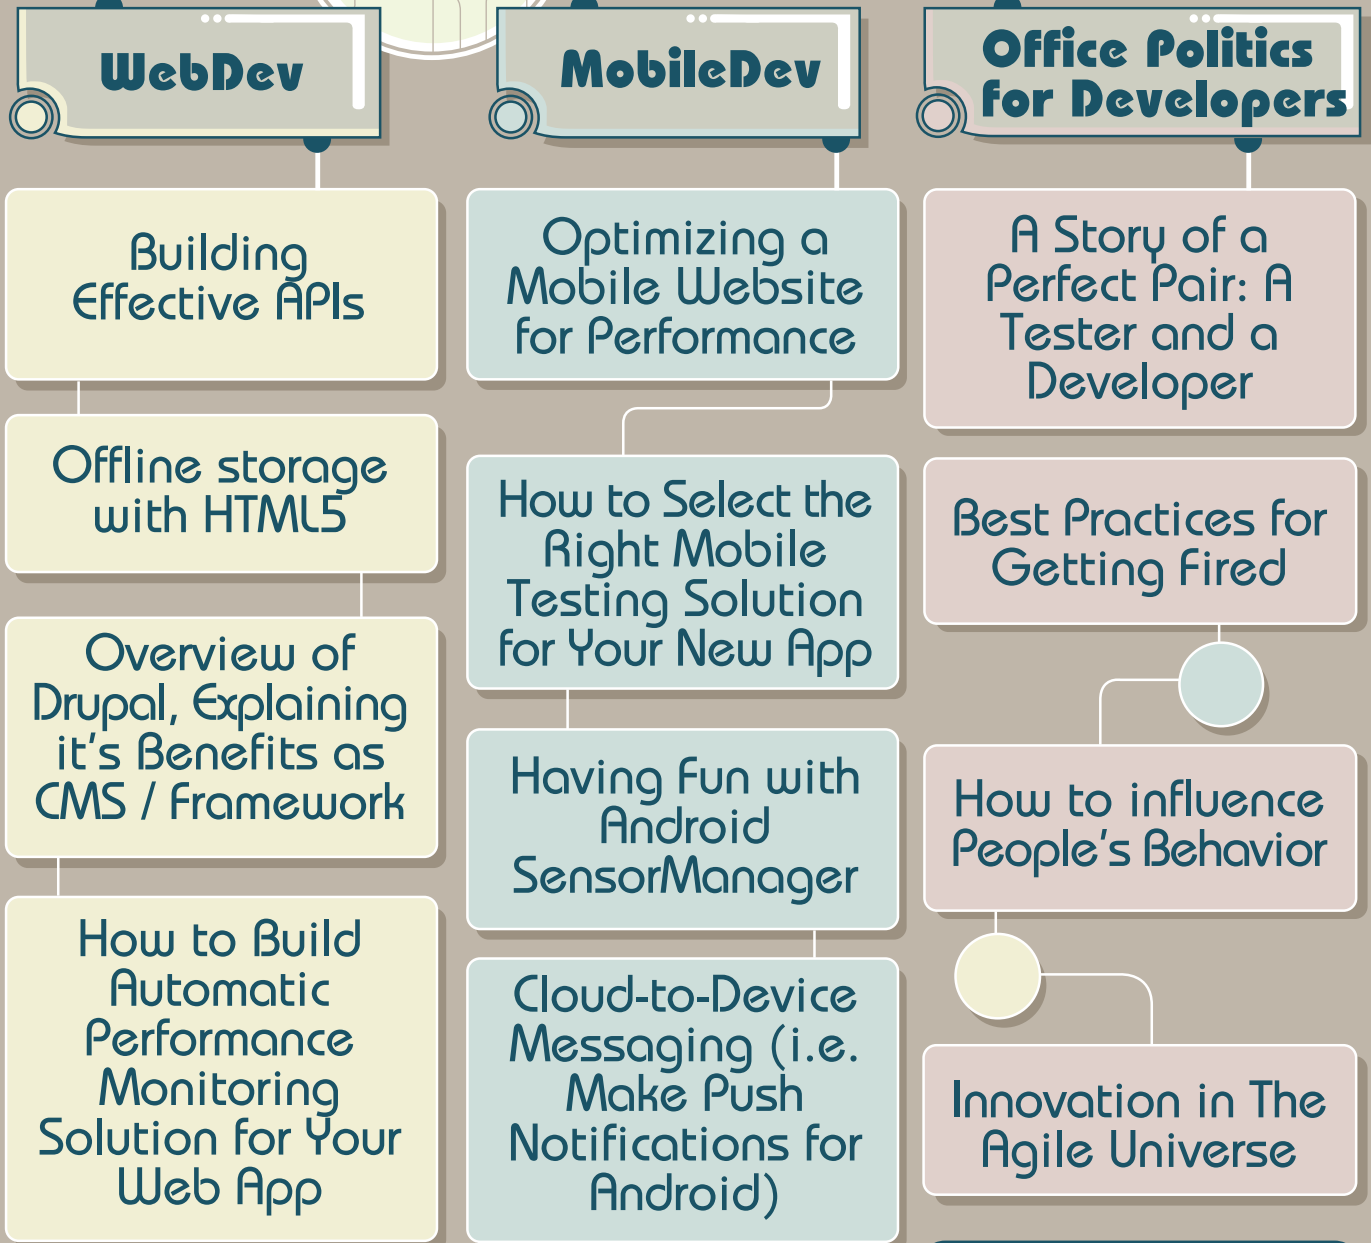 WebDev
Building
Effective APIs
Offline storage
with HTML5
Overview of
Drupal, Explaining
it's Benefits as
CMS / Framework
How to Build
Automatic
Performance
Monitoring
Solution for Your
Web App
MobileDev
Optimizing a
Mobile Website
for Performance
How to Select the
Right Mobile
Testing Solution
for Your New App
Having Fun with
Android
SensorManager
Cloud-to-Device
Messaging (i.e.
Make Push
Notifications for
Android)
Office Politics
for Developers
A Story of a
Perfect Pair: A
Tester and a
Developer
Best Practices for
Getting Fired
How to influence
People's Behavior
Innovation in The
Agile Universe